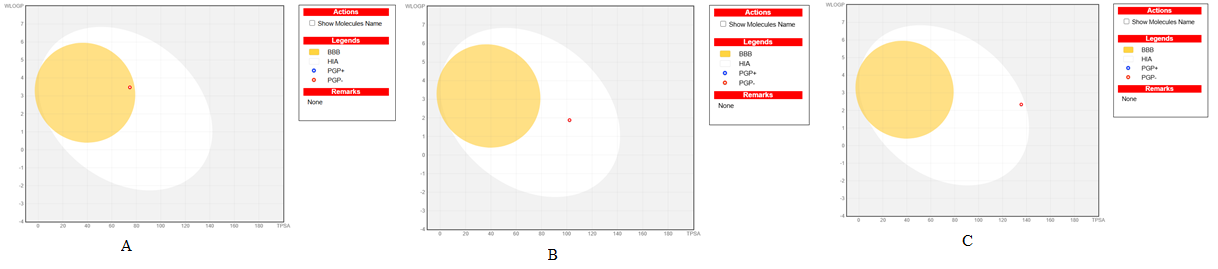 WLOGP
8
7
6
5
4
3
2
1
0
-1
-2
-3
-4
0 20 40 60 80 100 120 140 160 180 TPSA
Actions
Show Molecules Name
Legends
BBB
HIA
PGP+
PGP-
Remarks
None
A
WLOGP
8
7
6
5
4
3
2
1
0
-1
-2
-3
-4
0 20 40 60 80 100 120 140 160 180 TPSA
Actions
Show Molecules Name
Legends
BBB
HIA
PGP+
PGP-
Remarks
None
B
WLOGP
8
7
6
5
4
3
2
1
0
-1
-2
-3
-4
0 20 40 60 80 100 120 140 160 180 TPSA
Actions
Show Molecules Name
Legends
BBB
HIA
PGP+
PGP-
Remarks
None
C